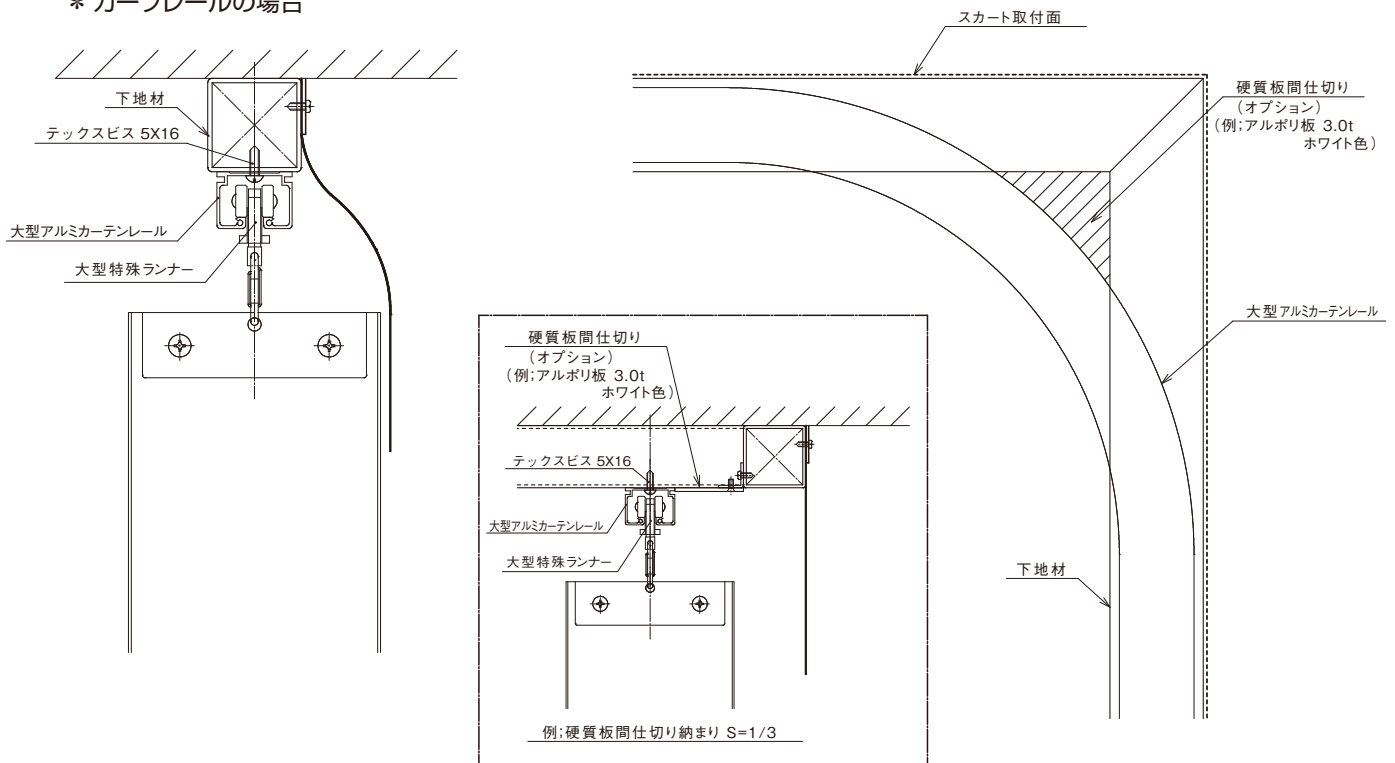 * カーブレールの場合
下地材
テックスビス 5X16
大型アルミカーテンレール
大型特殊ランナー
硬質板間仕切り
(オプション)
(例;アルポリ板 3.0t
ホワイト色)
テックスビス 5X16
大型アルミカーテンレール
大型特殊ランナー
例;硬質板間仕切り納まり S=1/3
スカート取付面
硬質板間仕切り
(オプション)
(例;アルポリ板 3.0t
ホワイト色)
大型アルミカーテンレール
下地材